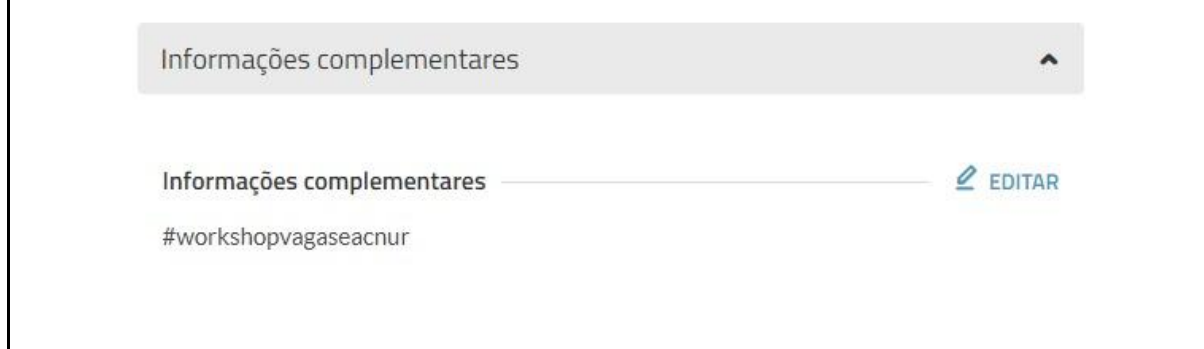 Informações complementares
Informações complementares EDITAR
#workshopvagaseacnur